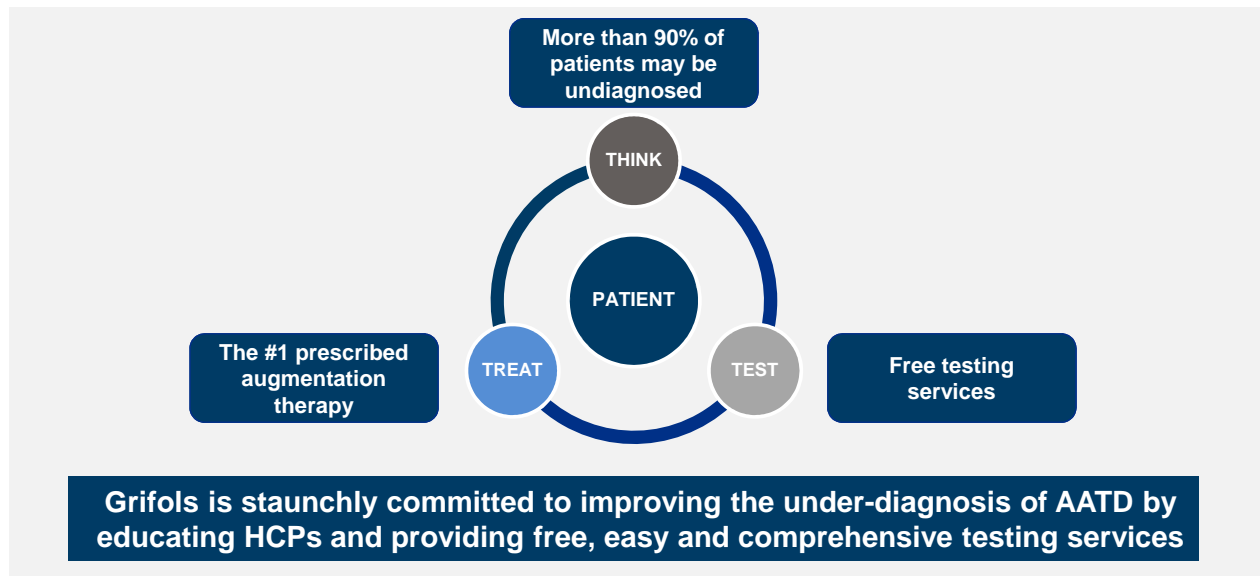 More than 90% of
patients may be
undiagnosed
THINK
PATIENT
The #1 prescribed
augmentation
therapy
TREAT
TEST
Free testing
services
Grifols is staunchly committed to improving the under-diagnosis of AATD by
educating HCPs and providing free, easy and comprehensive testing services